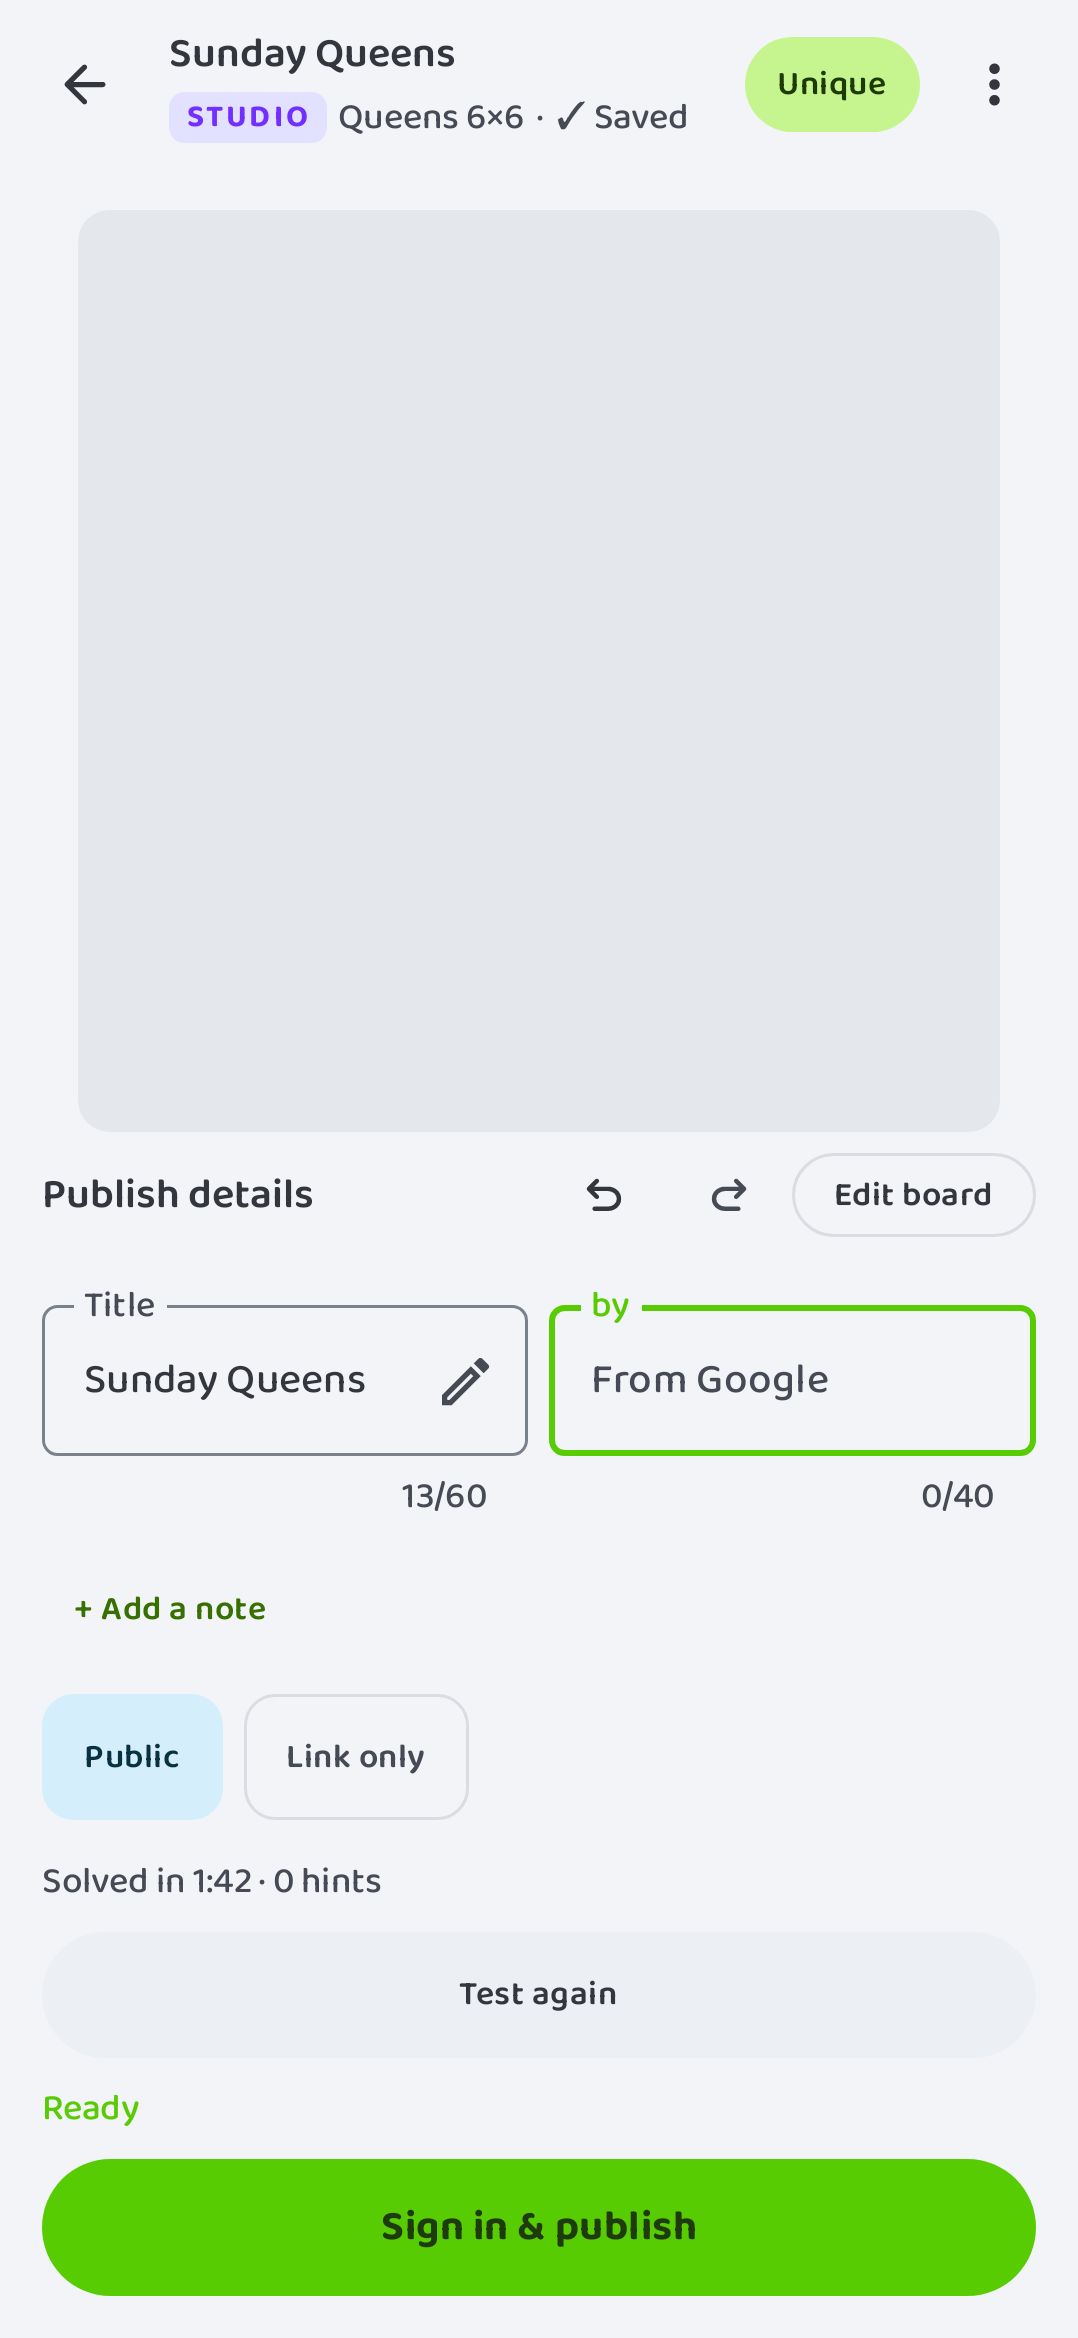 Sunday Queens
STUDIO Queens 6×6 · ✓ Saved
Unique
Publish details
Edit board
Title
Sunday Queens
13/60
by
From Google
0/40
+ Add a note
Public
Link only
Solved in 1:42 · 0 hints
Test again
Ready
Sign in & publish